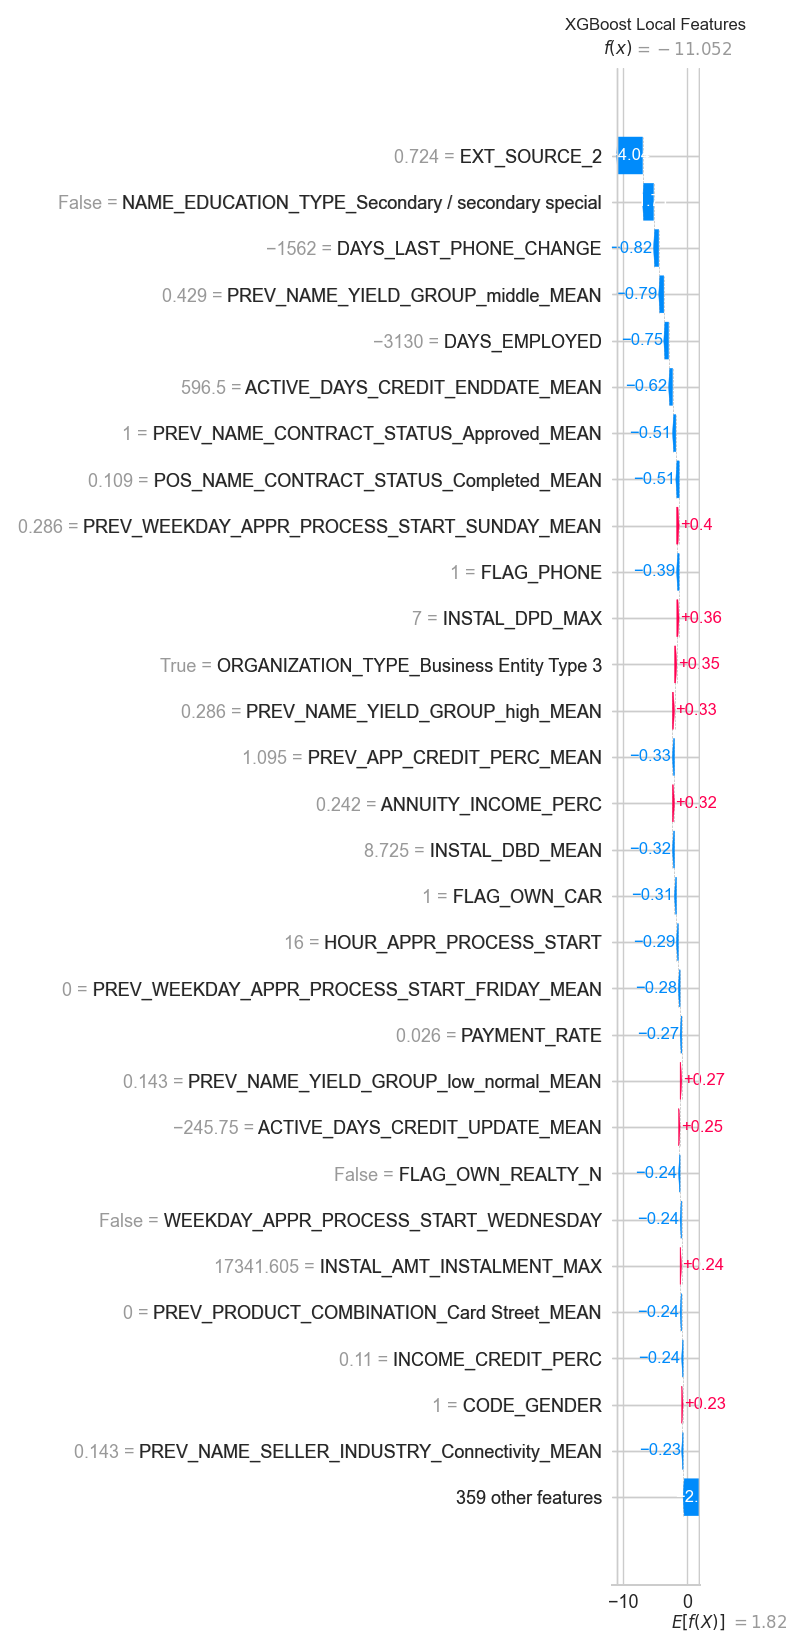 XGBoost Local Features
f(x) = −11.052
0.724 = EXT_SOURCE_2
False = NAME_EDUCATION_TYPE_Secondary / secondary special
−1562 = DAYS_LAST_PHONE_CHANGE −0.82
0.429 = PREV_NAME_YIELD_GROUP_middle_MEAN −0.79
−3130 = DAYS_EMPLOYED −0.75
596.5 = ACTIVE_DAYS_CREDIT_ENDDATE_MEAN −0.62
1 = PREV_NAME_CONTRACT_STATUS_Approved_MEAN −0.51
0.109 = POS_NAME_CONTRACT_STATUS_Completed_MEAN −0.51
0.286 = PREV_WEEKDAY_APPR_PROCESS_START_SUNDAY_MEAN +0.4
1 = FLAG_PHONE −0.39
7 = INSTAL_DPD_MAX +0.36
True = ORGANIZATION_TYPE_Business Entity Type 3 +0.35
0.286 = PREV_NAME_YIELD_GROUP_high_MEAN +0.33
1.095 = PREV_APP_CREDIT_PERC_MEAN −0.33
0.242 = ANNUITY_INCOME_PERC +0.32
8.725 = INSTAL_DBD_MEAN −0.32
1 = FLAG_OWN_CAR −0.31
16 = HOUR_APPR_PROCESS_START −0.29
0 = PREV_WEEKDAY_APPR_PROCESS_START_FRIDAY_MEAN −0.28
0.026 = PAYMENT_RATE −0.27
0.143 = PREV_NAME_YIELD_GROUP_low_normal_MEAN +0.27
−245.75 = ACTIVE_DAYS_CREDIT_UPDATE_MEAN +0.25
False = FLAG_OWN_REALTY_N −0.24
False = WEEKDAY_APPR_PROCESS_START_WEDNESDAY −0.24
17341.605 = INSTAL_AMT_INSTALMENT_MAX +0.24
0 = PREV_PRODUCT_COMBINATION_Card Street_MEAN −0.24
0.11 = INCOME_CREDIT_PERC −0.24
1 = CODE_GENDER +0.23
0.143 = PREV_NAME_SELLER_INDUSTRY_Connectivity_MEAN −0.23
359 other features
−10 0
E[f(X)] = 1.82